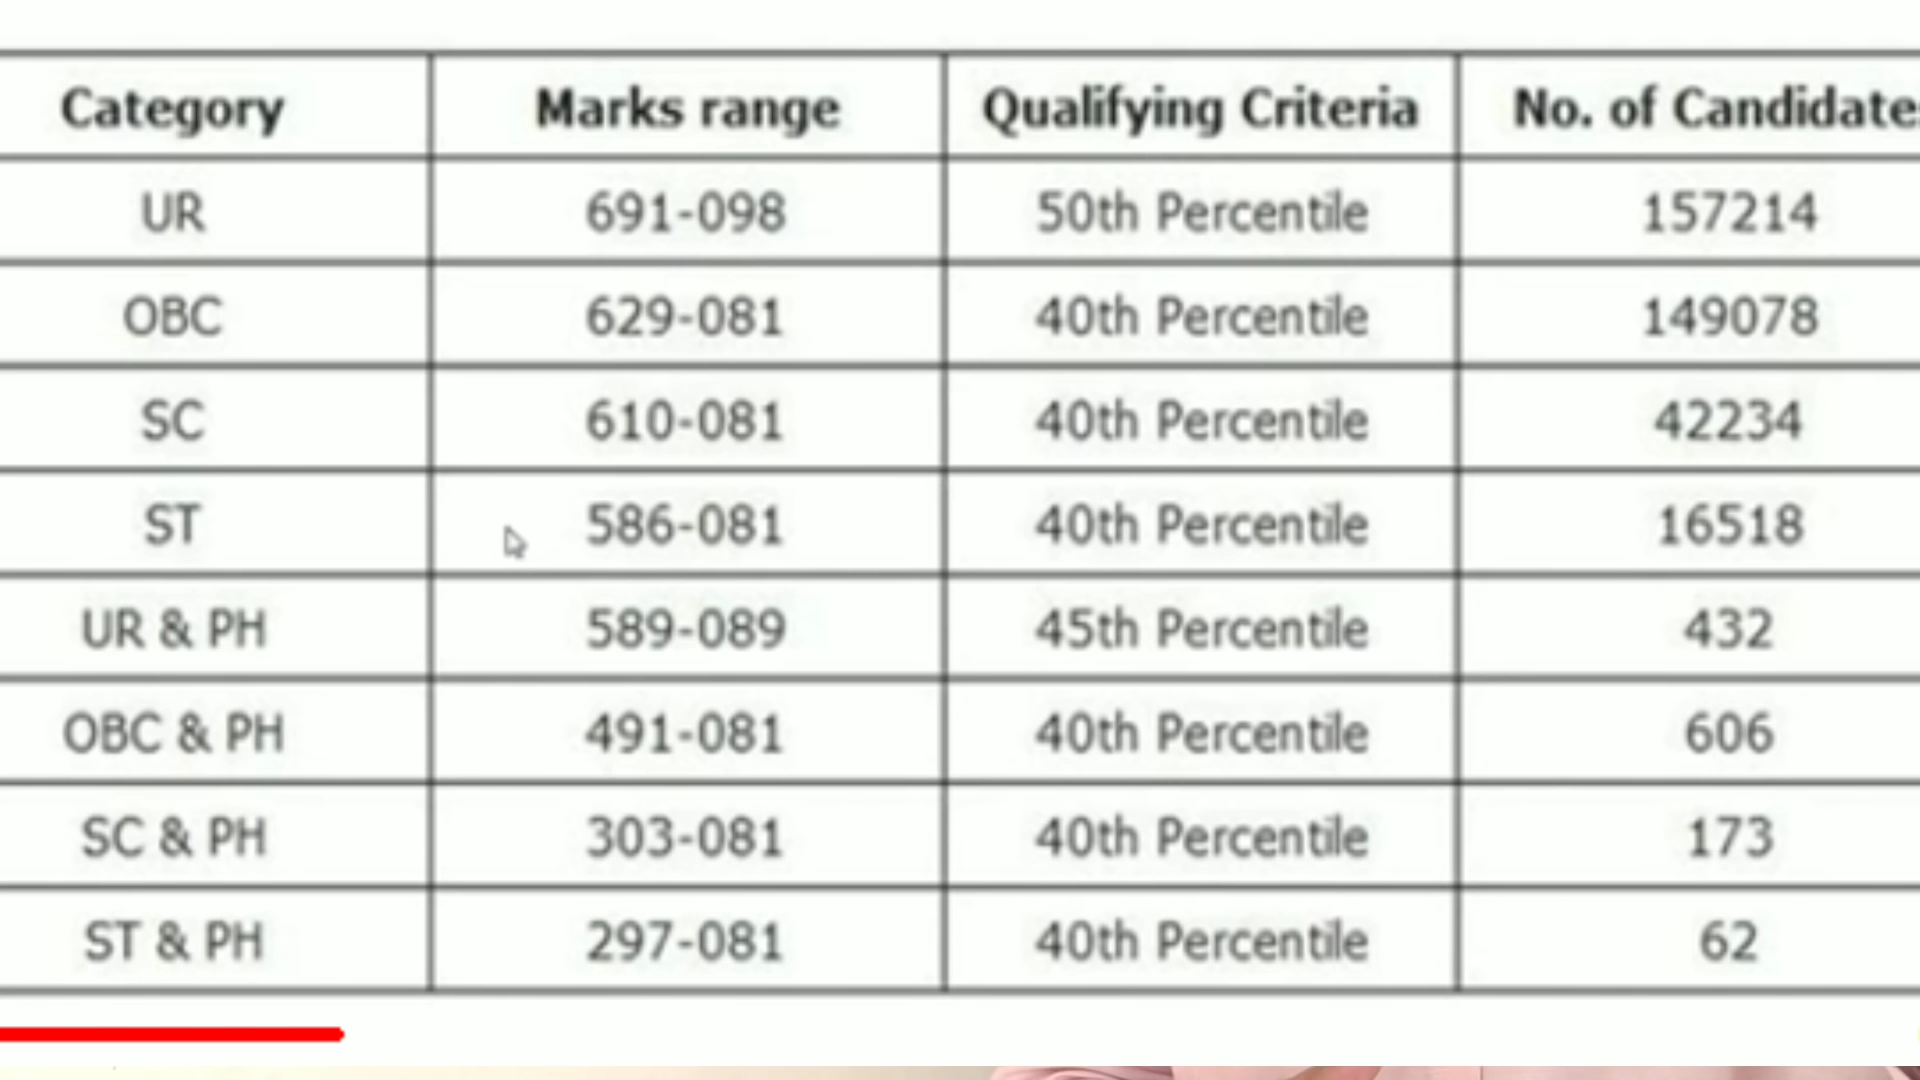 Category Marks range Qualifying Criteria No. of Candidates
UR 691-098 50th Percentile 157214
OBC 629-081 40th Percentile 149078
SC 610-081 40th Percentile 42234
ST 586-081 40th Percentile 16518
UR & PH 589-089 45th Percentile 432
OBC & PH 491-081 40th Percentile 606
SC & PH 303-081 40th Percentile 173
ST & PH 297-081 40th Percentile 62